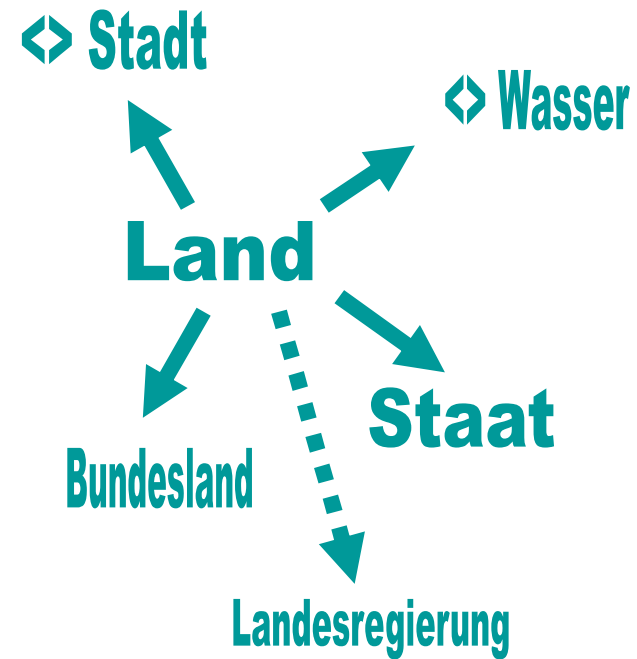 <> Stadt
<> Wasser
Land
Staat
Bundesland
Landesregierung